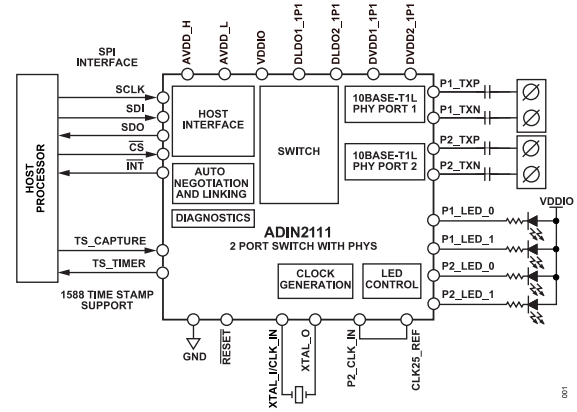 AVDD_H
AVDD_L
VDDIO
DLDO1_1P1
DLDO2_1P1
DVDD1_1P1
DVDD2_1P1
SPI
INTERFACE
HOST
PROCESSOR
SCLK
SDI
SDO
CS
INT
TS_CAPTURE
TS_TIMER
1588 TIME STAMP
SUPPORT
HOST
INTERFACE
AUTO
NEGOTIATION
AND LINKING
DIAGNOSTICS
SWITCH
10BASE-T1L
PHY PORT 1
10BASE-T1L
PHY PORT 2
ADIN2111
2 PORT SWITCH WITH PHYS
CLOCK
GENERATION
LED
CONTROL
P1_TXP
P1_TXN
P2_TXP
P2_TXN
VDDIO
P1_LED_0
P1_LED_1
P2_LED_0
P2_LED_1
GND
RESET
XTAL_I/CLK_IN
XTAL_O
P2_CLK_IN
CLK25_REF
001